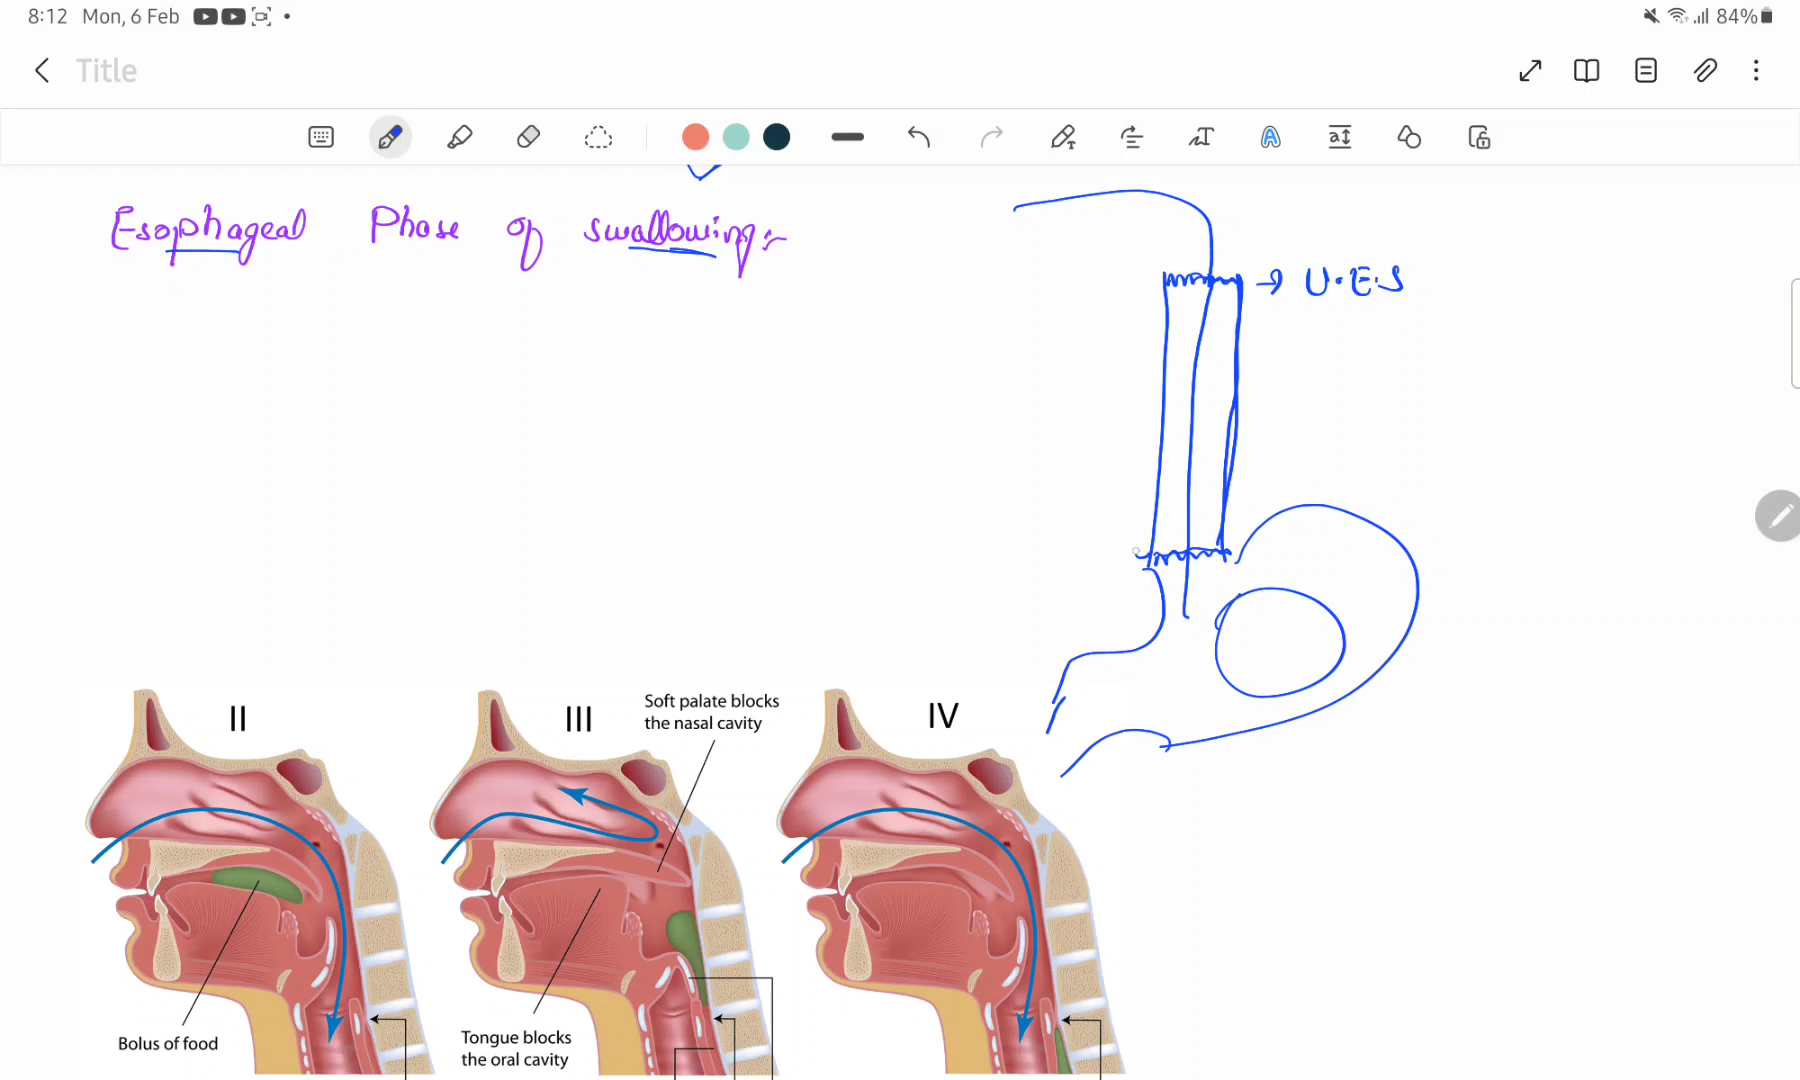 8:12 Mon, 6 Feb
84%
Title
Esophageal Phase of swallowing:-
→ U.E.S
II
III
IV
Soft palate blocks
the nasal cavity
Bolus of food
Tongue blocks
the oral cavity